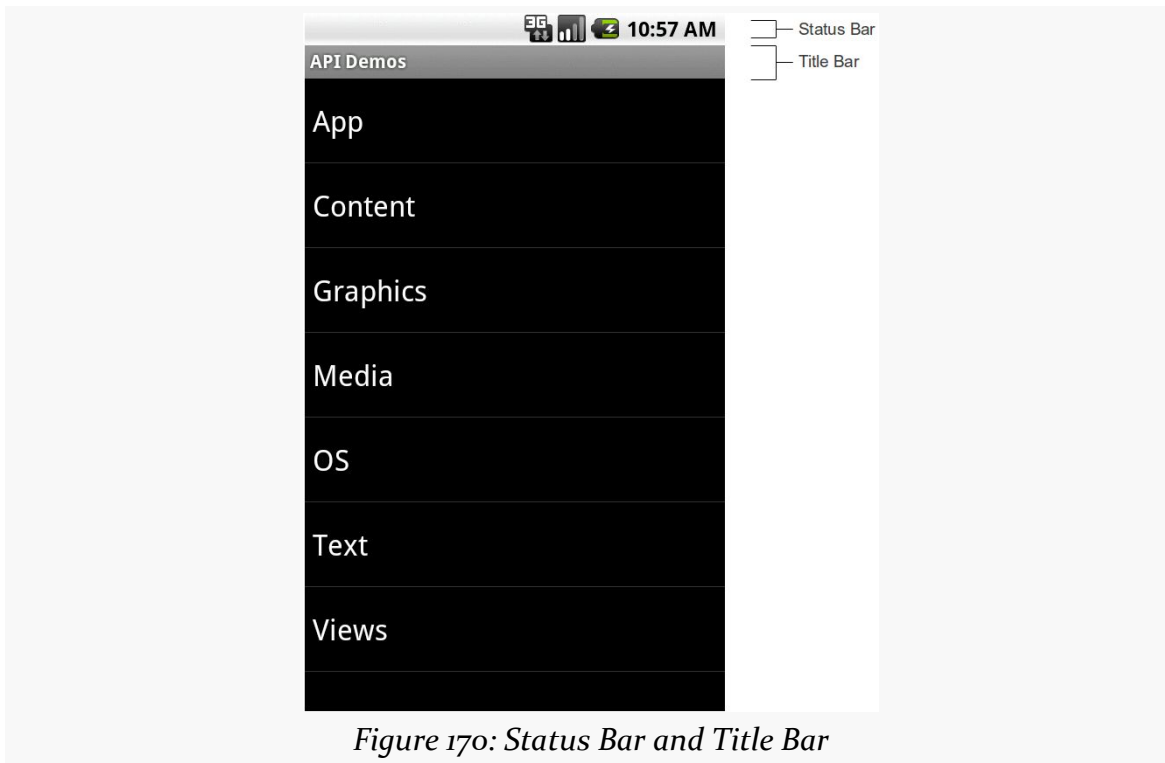 3G 10:57 AM Status Bar
API Demos Title Bar
App
Content
Graphics
Media
OS
Text
Views
Figure 170: Status Bar and Title Bar